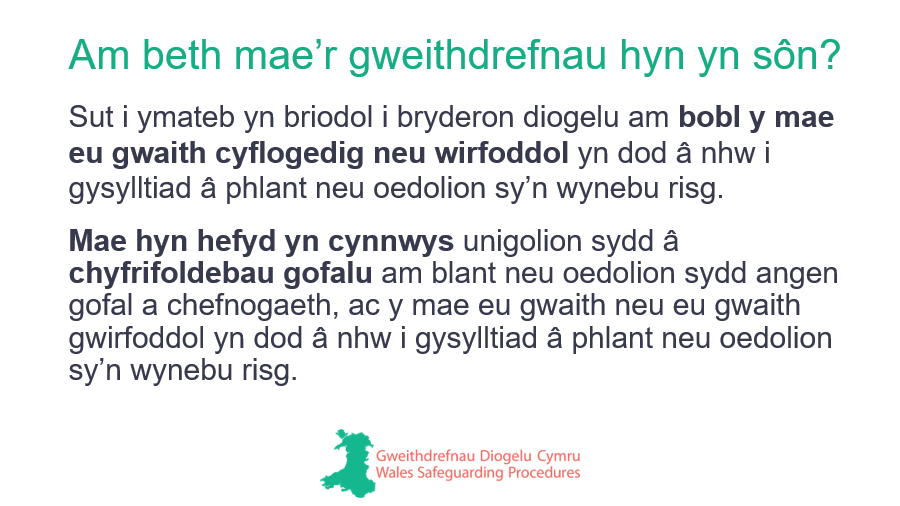 Am beth mae’r gweithdrefnau hyn yn sôn?
Sut i ymateb yn briodol i bryderon diogelu am bobl y mae
eu gwaith cyflogedig neu wirfoddol yn dod â nhw i
gysylltiad â phlant neu oedolion sy’n wynebu risg.
Mae hyn hefyd yn cynnwys unigolion sydd â
chyfrifoldebau gofalu am blant neu oedolion sydd angen
gofal a chefnogaeth, ac y mae eu gwaith neu eu gwaith
gwirfoddol yn dod â nhw i gysylltiad â phlant neu oedolion
sy’n wynebu risg.
Gweithdrefnau Diogelu Cymru
Wales Safeguarding Procedures